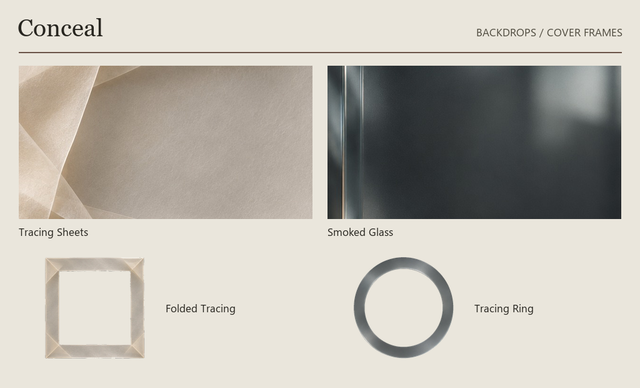 Conceal
BACKDROPS / COVER FRAMES
Tracing Sheets
Smoked Glass
Folded Tracing
Tracing Ring